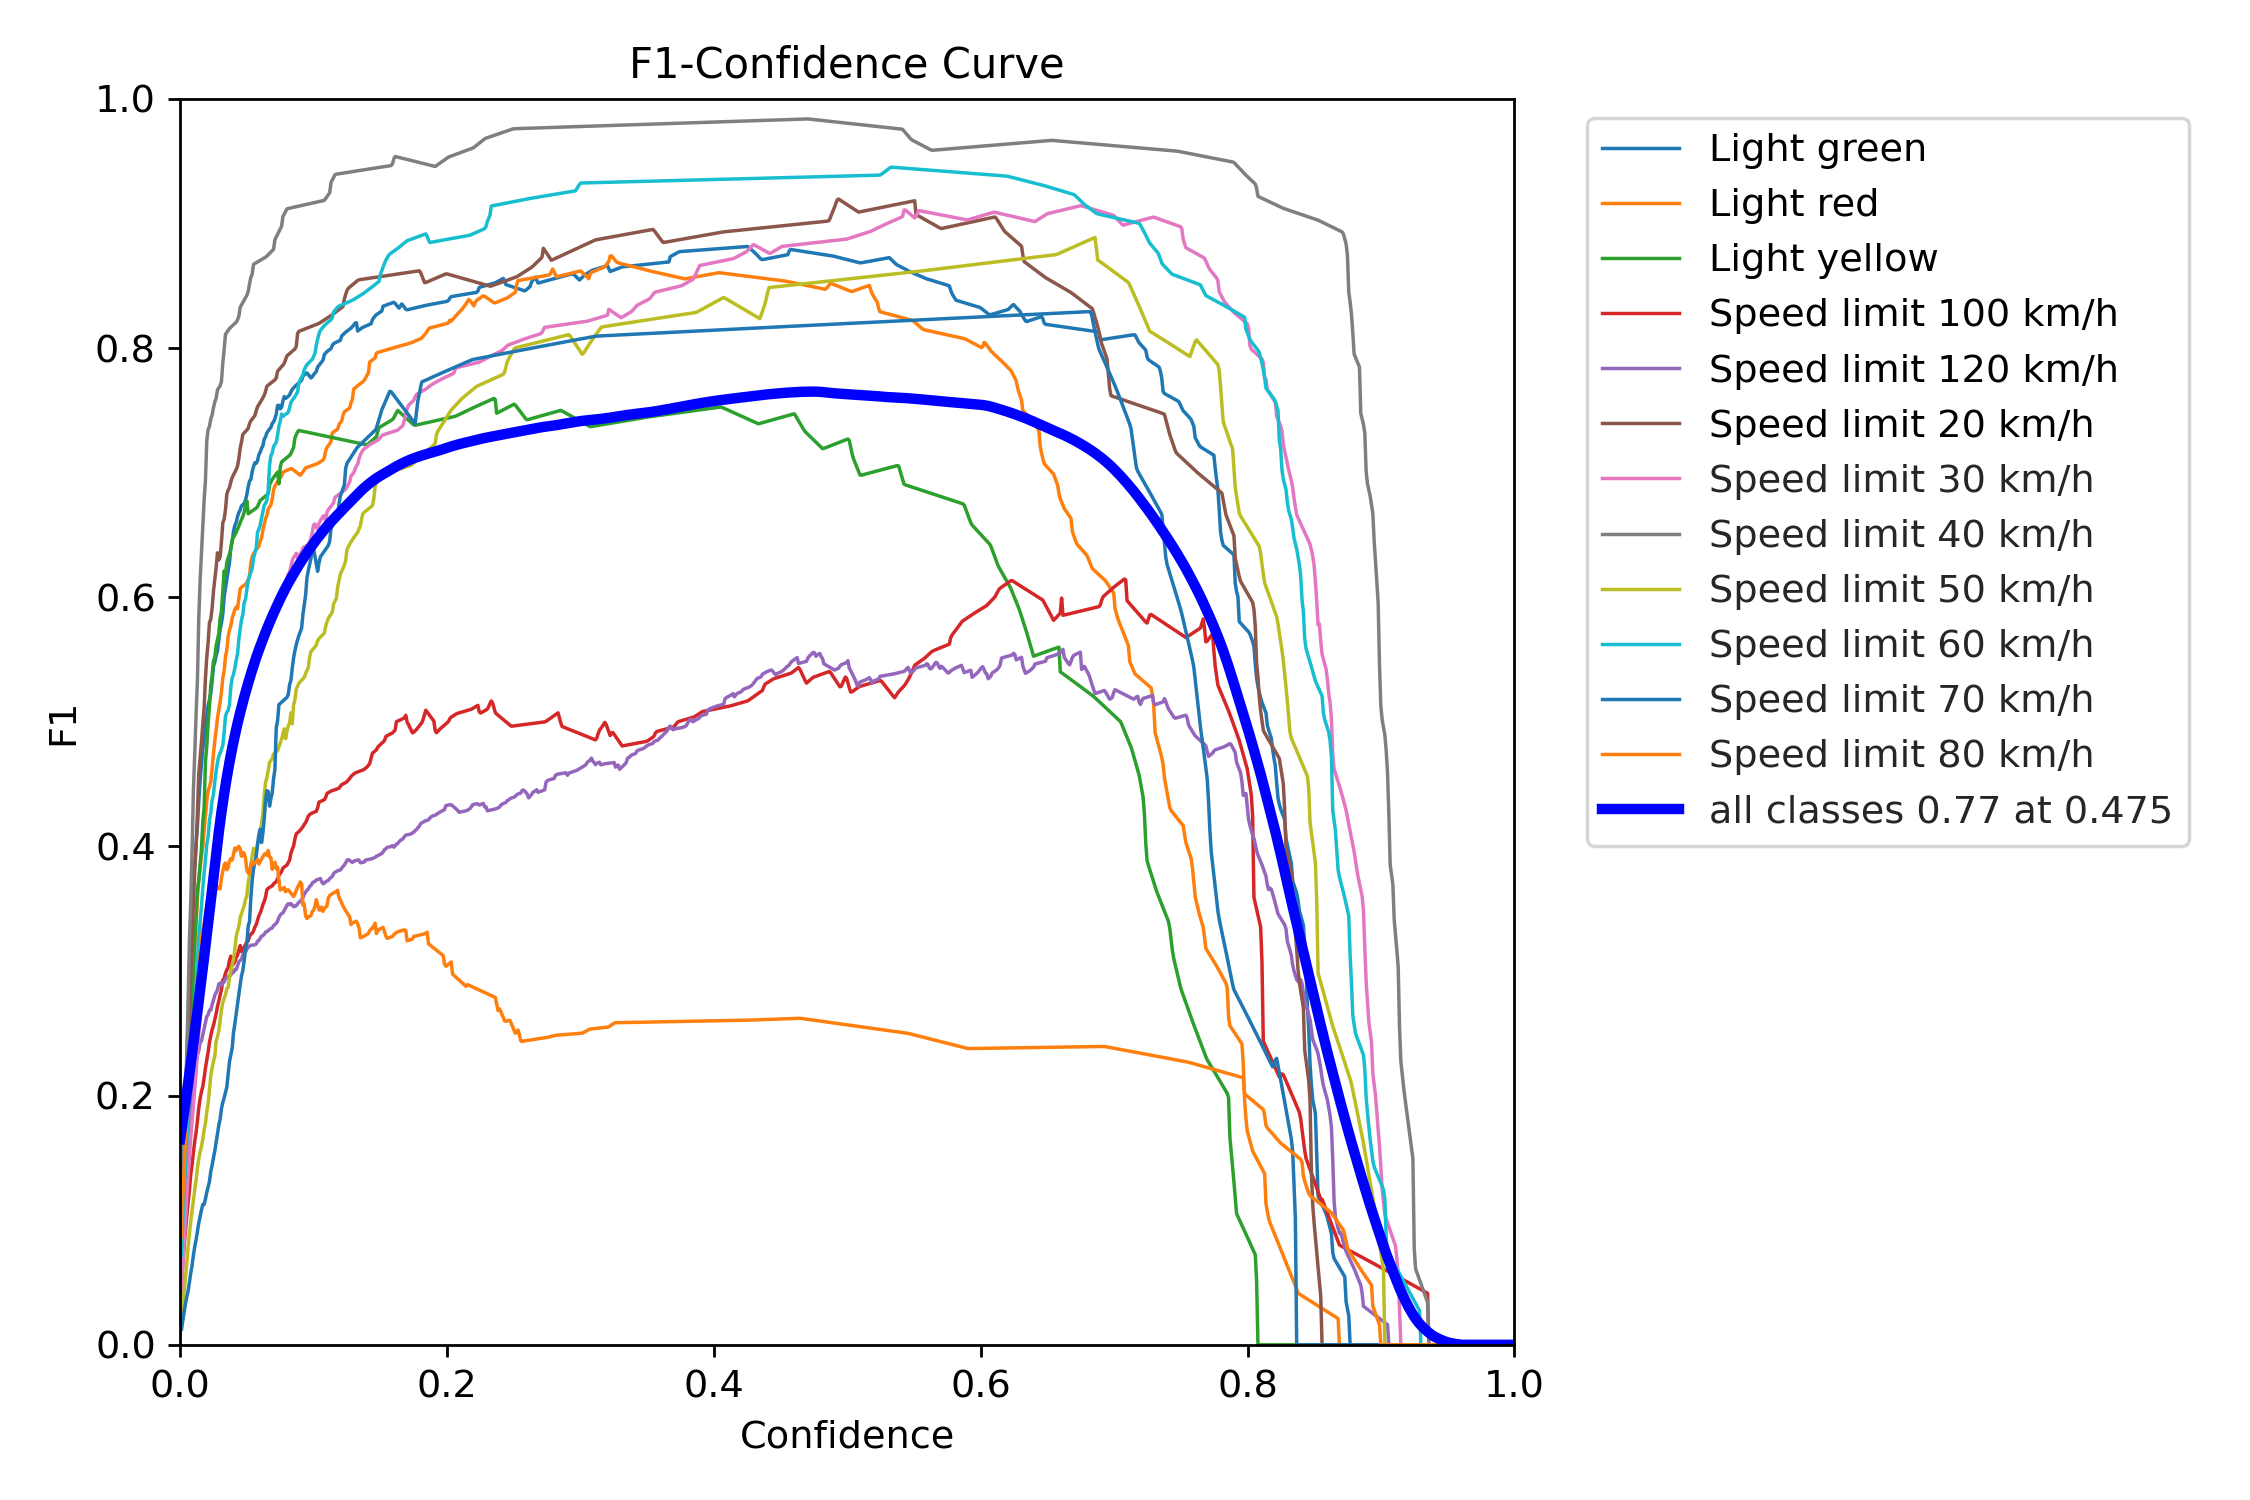 F1-Confidence Curve
1.0
0.8
0.6
0.4
0.2
0.0
F1
0.0 0.2 0.4 0.6 0.8 1.0
Confidence
Light green
Light red
Light yellow
Speed limit 100 km/h
Speed limit 120 km/h
Speed limit 20 km/h
Speed limit 30 km/h
Speed limit 40 km/h
Speed limit 50 km/h
Speed limit 60 km/h
Speed limit 70 km/h
Speed limit 80 km/h
all classes 0.77 at 0.475